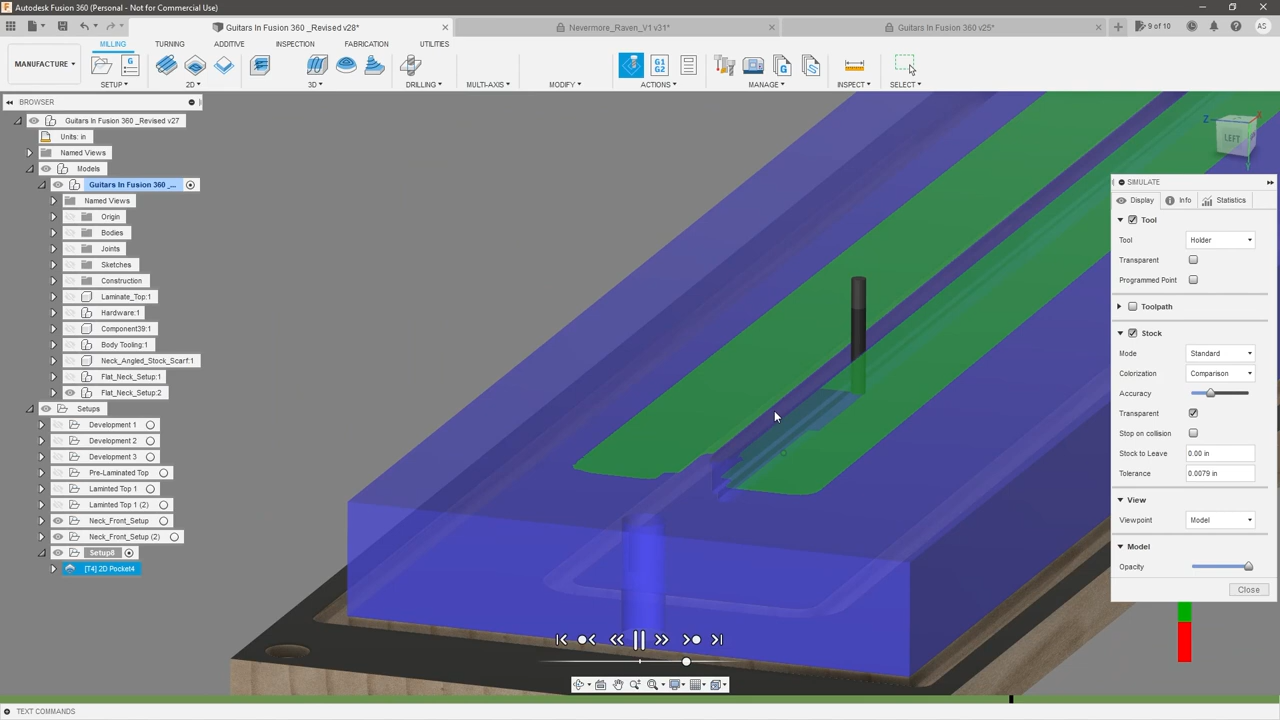 Autodesk Fusion 360 (Personal - Not for Commercial Use)
Guitars In Fusion 360 _Revised v28*
Nevermore_Raven_V1 v31*
Guitars In Fusion 360 v25*
9 of 10
AS
MANUFACTURE
MILLING
TURNING
ADDITIVE
INSPECTION
FABRICATION
UTILITIES
G1
G2
SETUP
2D
3D
DRILLING
MULTI-AXIS
MODIFY
ACTIONS
MANAGE
INSPECT
SELECT
BROWSER
Guitars In Fusion 360 _Revised v27
Units: in
Named Views
Models
Guitars In Fusion 360 _...
Named Views
Origin
Bodies
Joints
Sketches
Construction
Laminate_Top:1
Hardware:1
Component39:1
Body Tooling:1
Neck_Angled_Stock_Scarf:1
Flat_Neck_Setup:1
Flat_Neck_Setup:2
Setups
Development 1
Development 2
Development 3
Pre-Laminated Top
Laminted Top 1
Laminted Top 1 (2)
Neck_Front_Setup
Neck_Front_Setup (2)
Setup8
[T4] 2D Pocket4
Z
LEFT
SIMULATE
Display
Info
Statistics
Tool
Tool
Holder
Transparent
Programmed Point
Toolpath
Stock
Mode
Standard
Colorization
Comparison
Accuracy
Transparent
Stop on collision
Stock to Leave
0.00 in
Tolerance
0.0079 in
View
Viewpoint
Model
Model
Opacity
Close
TEXT COMMANDS